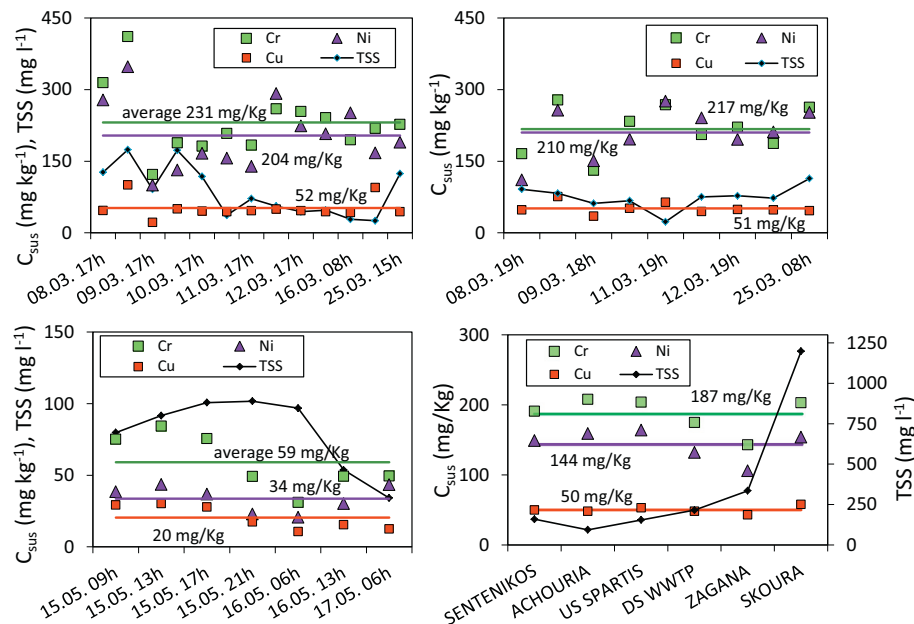 C_sus (mg kg⁻¹), TSS (mg l⁻¹)
450
300
150
0
Cr
Ni
Cu
TSS
average 231 mg/Kg
204 mg/Kg
52 mg/Kg
08.03. 17h
09.03. 17h
10.03. 17h
11.03. 17h
12.03. 17h
16.03. 08h
25.03. 15h
C_sus (mg kg⁻¹)
450
300
150
0
Cr
Ni
Cu
TSS
217 mg/Kg
210 mg/Kg
51 mg/Kg
08.03. 19h
09.03. 18h
11.03. 19h
12.03. 19h
25.03. 08h
C_sus (mg kg⁻¹), TSS (mg l⁻¹)
150
100
50
0
Cr
Ni
Cu
TSS
average 59 mg/Kg
34 mg/Kg
20 mg/Kg
15.05. 09h
15.05. 13h
15.05. 17h
15.05. 21h
16.05. 06h
16.05. 13h
17.05. 06h
C_sus (mg/Kg)
300
200
100
0
Cr
Ni
Cu
TSS
187 mg/Kg
144 mg/Kg
50 mg/Kg
1250
1000
750
500
250
0
TSS (mg l⁻¹)
SENTENIKOS
ACHOURIA
US SPARTIS
DS WWTP
ZAGANA
SKOURA